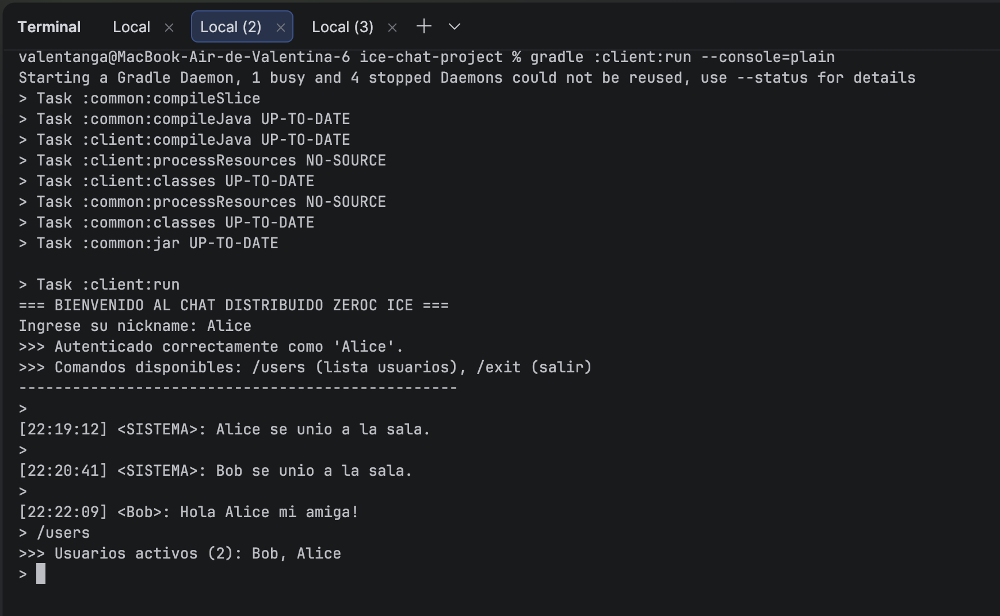 Terminal Local × Local (2) × Local (3) × +
valentanga@MacBook-Air-de-Valentina-6 ice-chat-project % gradle :client:run --console=plain
Starting a Gradle Daemon, 1 busy and 4 stopped Daemons could not be reused, use --status for details
> Task :common:compileSlice
> Task :common:compileJava UP-TO-DATE
> Task :client:compileJava UP-TO-DATE
> Task :client:processResources NO-SOURCE
> Task :client:classes UP-TO-DATE
> Task :common:processResources NO-SOURCE
> Task :common:classes UP-TO-DATE
> Task :common:jar UP-TO-DATE

> Task :client:run
=== BIENVENIDO AL CHAT DISTRIBUIDO ZEROC ICE ===
Ingrese su nickname: Alice
>>> Autenticado correctamente como 'Alice'.
>>> Comandos disponibles: /users (lista usuarios), /exit (salir)
-------------------------------------------------
>
[22:19:12] <SISTEMA>: Alice se unio a la sala.
>
[22:20:41] <SISTEMA>: Bob se unio a la sala.
>
[22:22:09] <Bob>: Hola Alice mi amiga!
> /users
>>> Usuarios activos (2): Bob, Alice
>